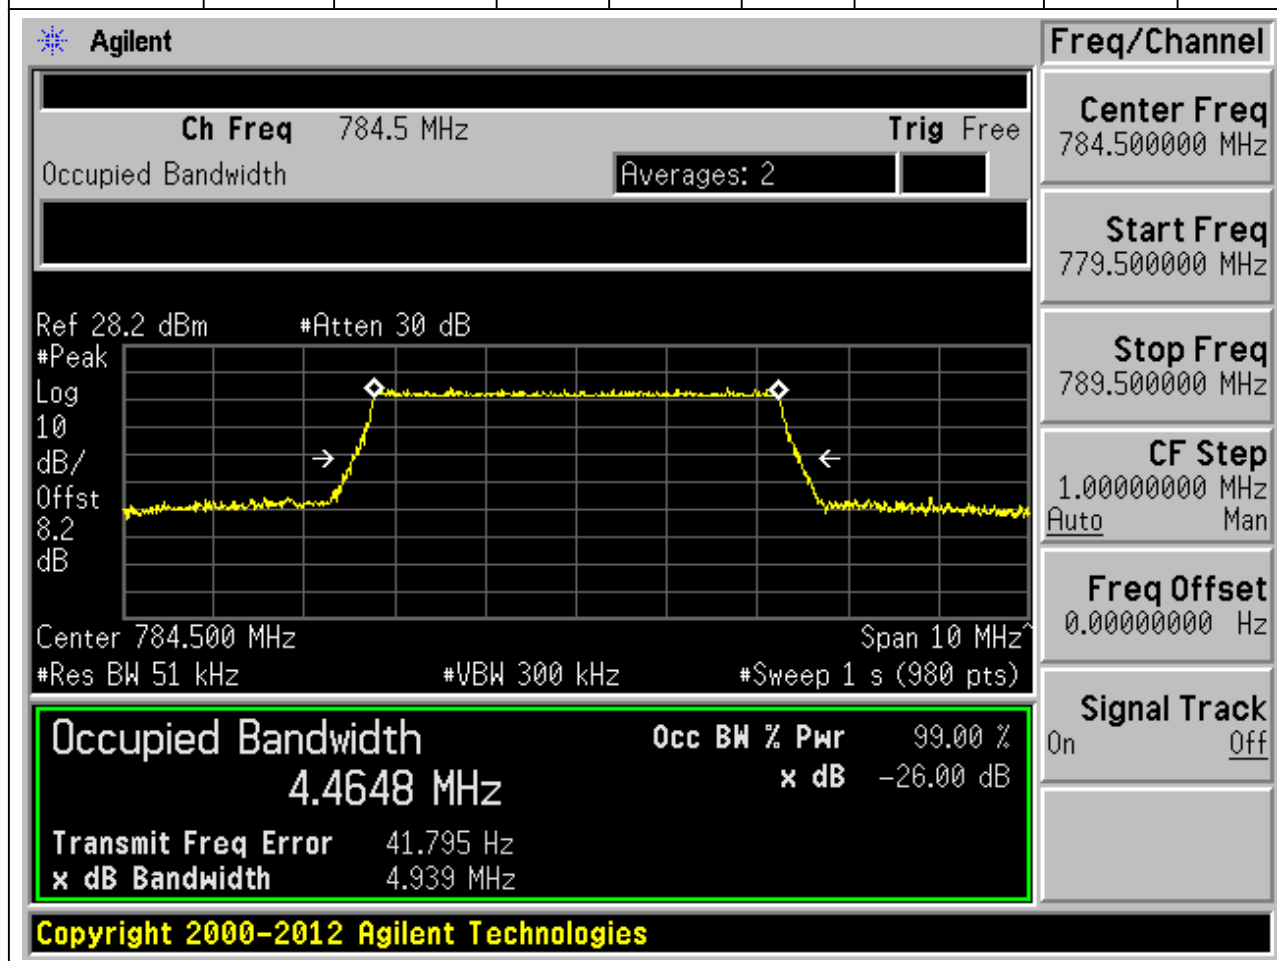 Agilent
Freq/Channel
Ch Freq 784.5 MHz Trig Free
Occupied Bandwidth Averages: 2
Ref 28.2 dBm #Atten 30 dB
#Peak
Log
10
dB/
Offst
8.2
dB
Center 784.500 MHz Span 10 MHz^
#Res BW 51 kHz #VBW 300 kHz #Sweep 1 s (980 pts)
Occupied Bandwidth Occ BW % Pwr 99.00 %
4.4648 MHz x dB -26.00 dB
Transmit Freq Error 41.795 Hz
x dB Bandwidth 4.939 MHz
Copyright 2000-2012 Agilent Technologies
Center Freq
784.500000 MHz
Start Freq
779.500000 MHz
Stop Freq
789.500000 MHz
CF Step
1.00000000 MHz
Auto Man
Freq Offset
0.00000000 Hz
Signal Track
On Off